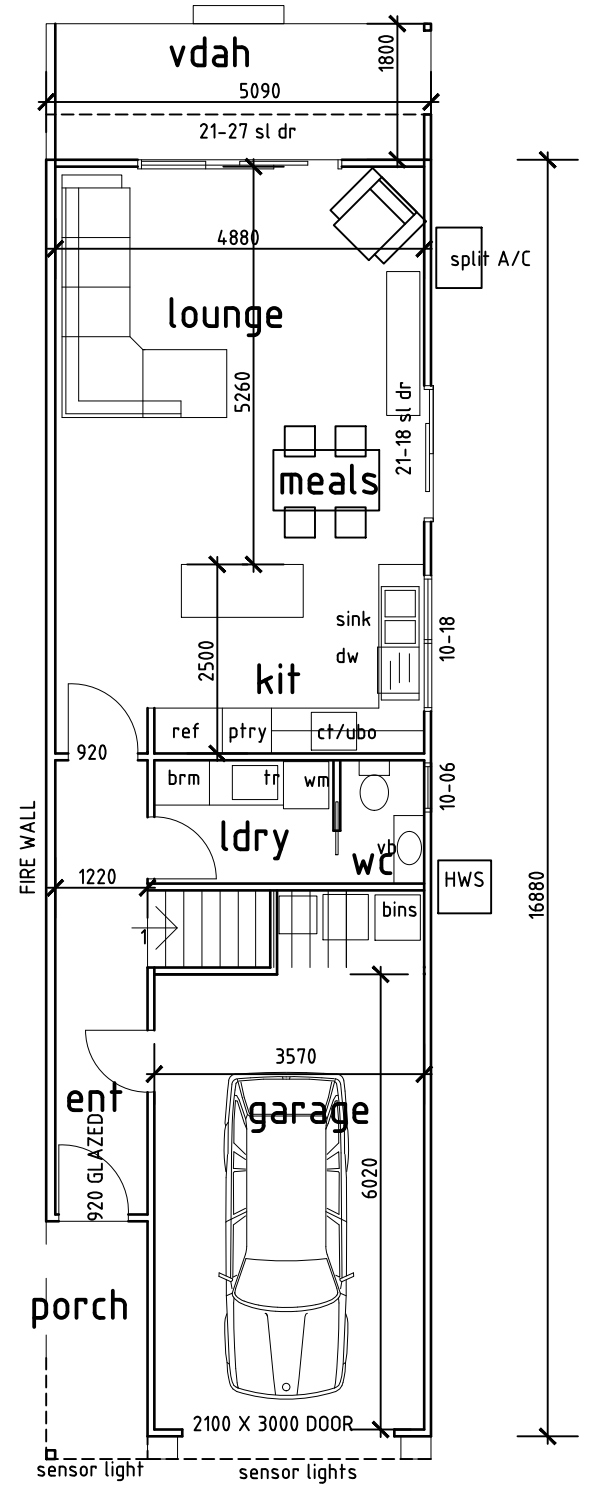 vdah
1800
5090
21-27 sl dr
4880
split A/C
lounge
5260
21-18 sl dr
meals
sink
10-18
dw
2500
kit
ref
ptry
ct/ubo
920
brm
tr
wm
10-06
ldry
vb
wc
FIRE WALL
1220
HWS
16880
bins
1
3570
ent
garage
920 GLAZED
6020
porch
2100 X 3000 DOOR
sensor light
sensor lights